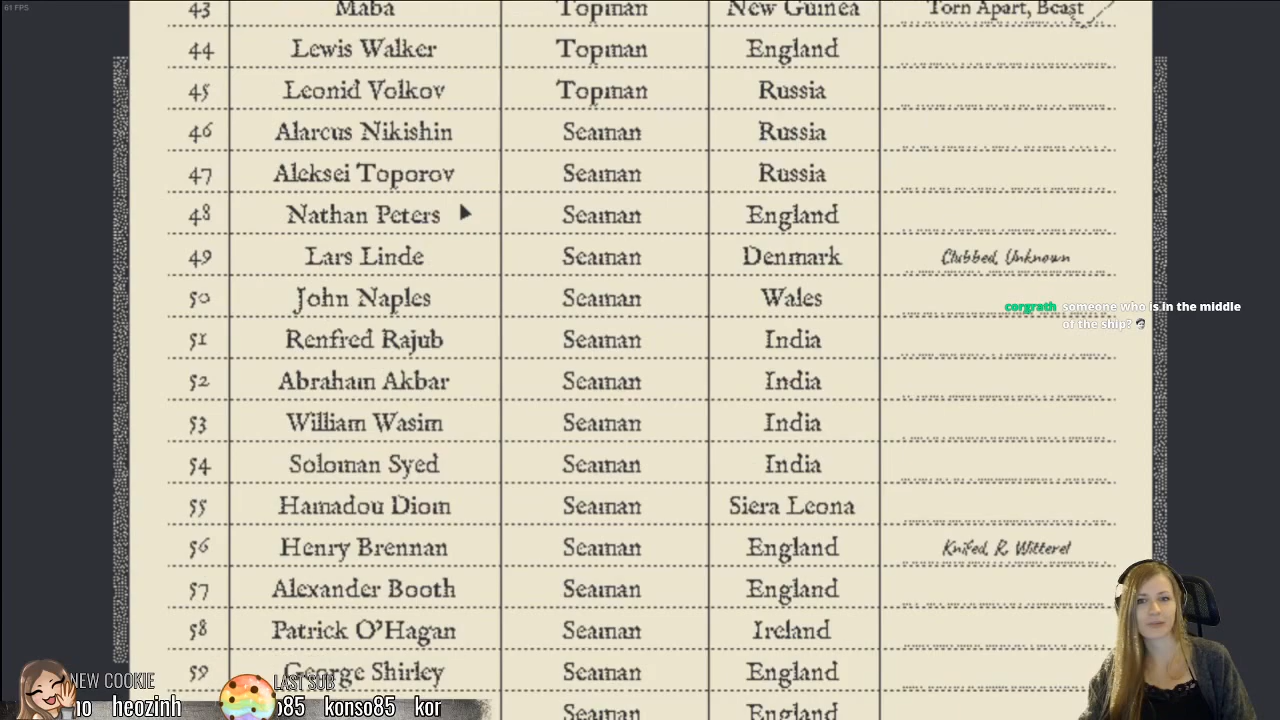 61 FPS
43 Maba Topman New Guinea Torn Apart, Beast
44 Lewis Walker Topman England
45 Leonid Volkov Topman Russia
46 Alarcus Nikishin Seaman Russia
47 Aleksei Toporov Seaman Russia
48 Nathan Peters Seaman England
49 Lars Linde Seaman Denmark Clubbed, Unknown
50 John Naples Seaman Wales
corgrath someone who is in the middle
of the ship?
51 Renfred Rajub Seaman India
52 Abraham Akbar Seaman India
53 William Wasim Seaman India
54 Soloman Syed Seaman India
55 Hamadou Diom Seaman Siera Leona
56 Henry Brennan Seaman England Knifed, R. Witterel
57 Alexander Booth Seaman England
58 Patrick O'Hagan Seaman Ireland
59 George Shirley Seaman England
Seaman England
NEW COOKIE
heozinh
LAST SUB
konso85 kor